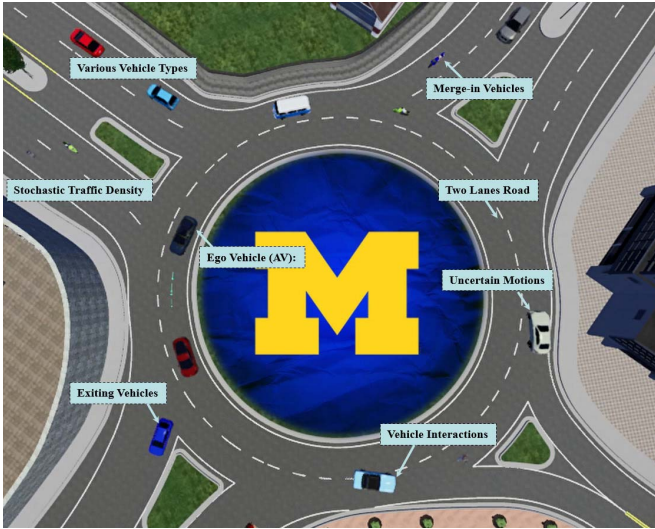 Various Vehicle Types
Merge-in Vehicles
Stochastic Traffic Density
Two Lanes Road
Ego Vehicle (AV):
M
Uncertain Motions
Exiting Vehicles
Vehicle Interactions